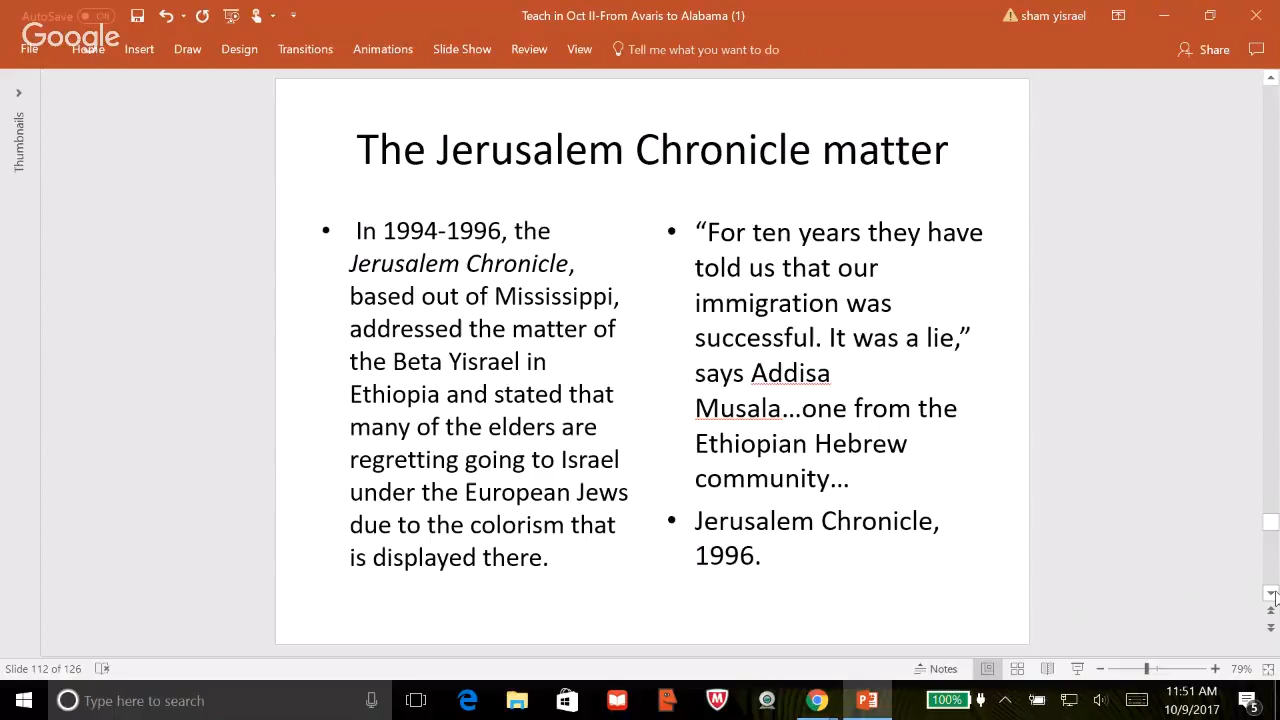 AutoSave On
Teach in Oct II-From Avaris to Alabama (1)
sham yisrael
Google
File Home Insert Draw Design Transitions Animations Slide Show Review View Tell me what you want to do Share
Thumbnails
The Jerusalem Chronicle matter
• In 1994-1996, the
Jerusalem Chronicle,
based out of Mississippi,
addressed the matter of
the Beta Yisrael in
Ethiopia and stated that
many of the elders are
regretting going to Israel
under the European Jews
due to the colorism that
is displayed there.
• “For ten years they have
told us that our
immigration was
successful. It was a lie,”
says Addisa
Musala…one from the
Ethiopian Hebrew
community…
• Jerusalem Chronicle,
1996.
Slide 112 of 126
Notes
79%
Type here to search
100%
11:51 AM
10/9/2017
5